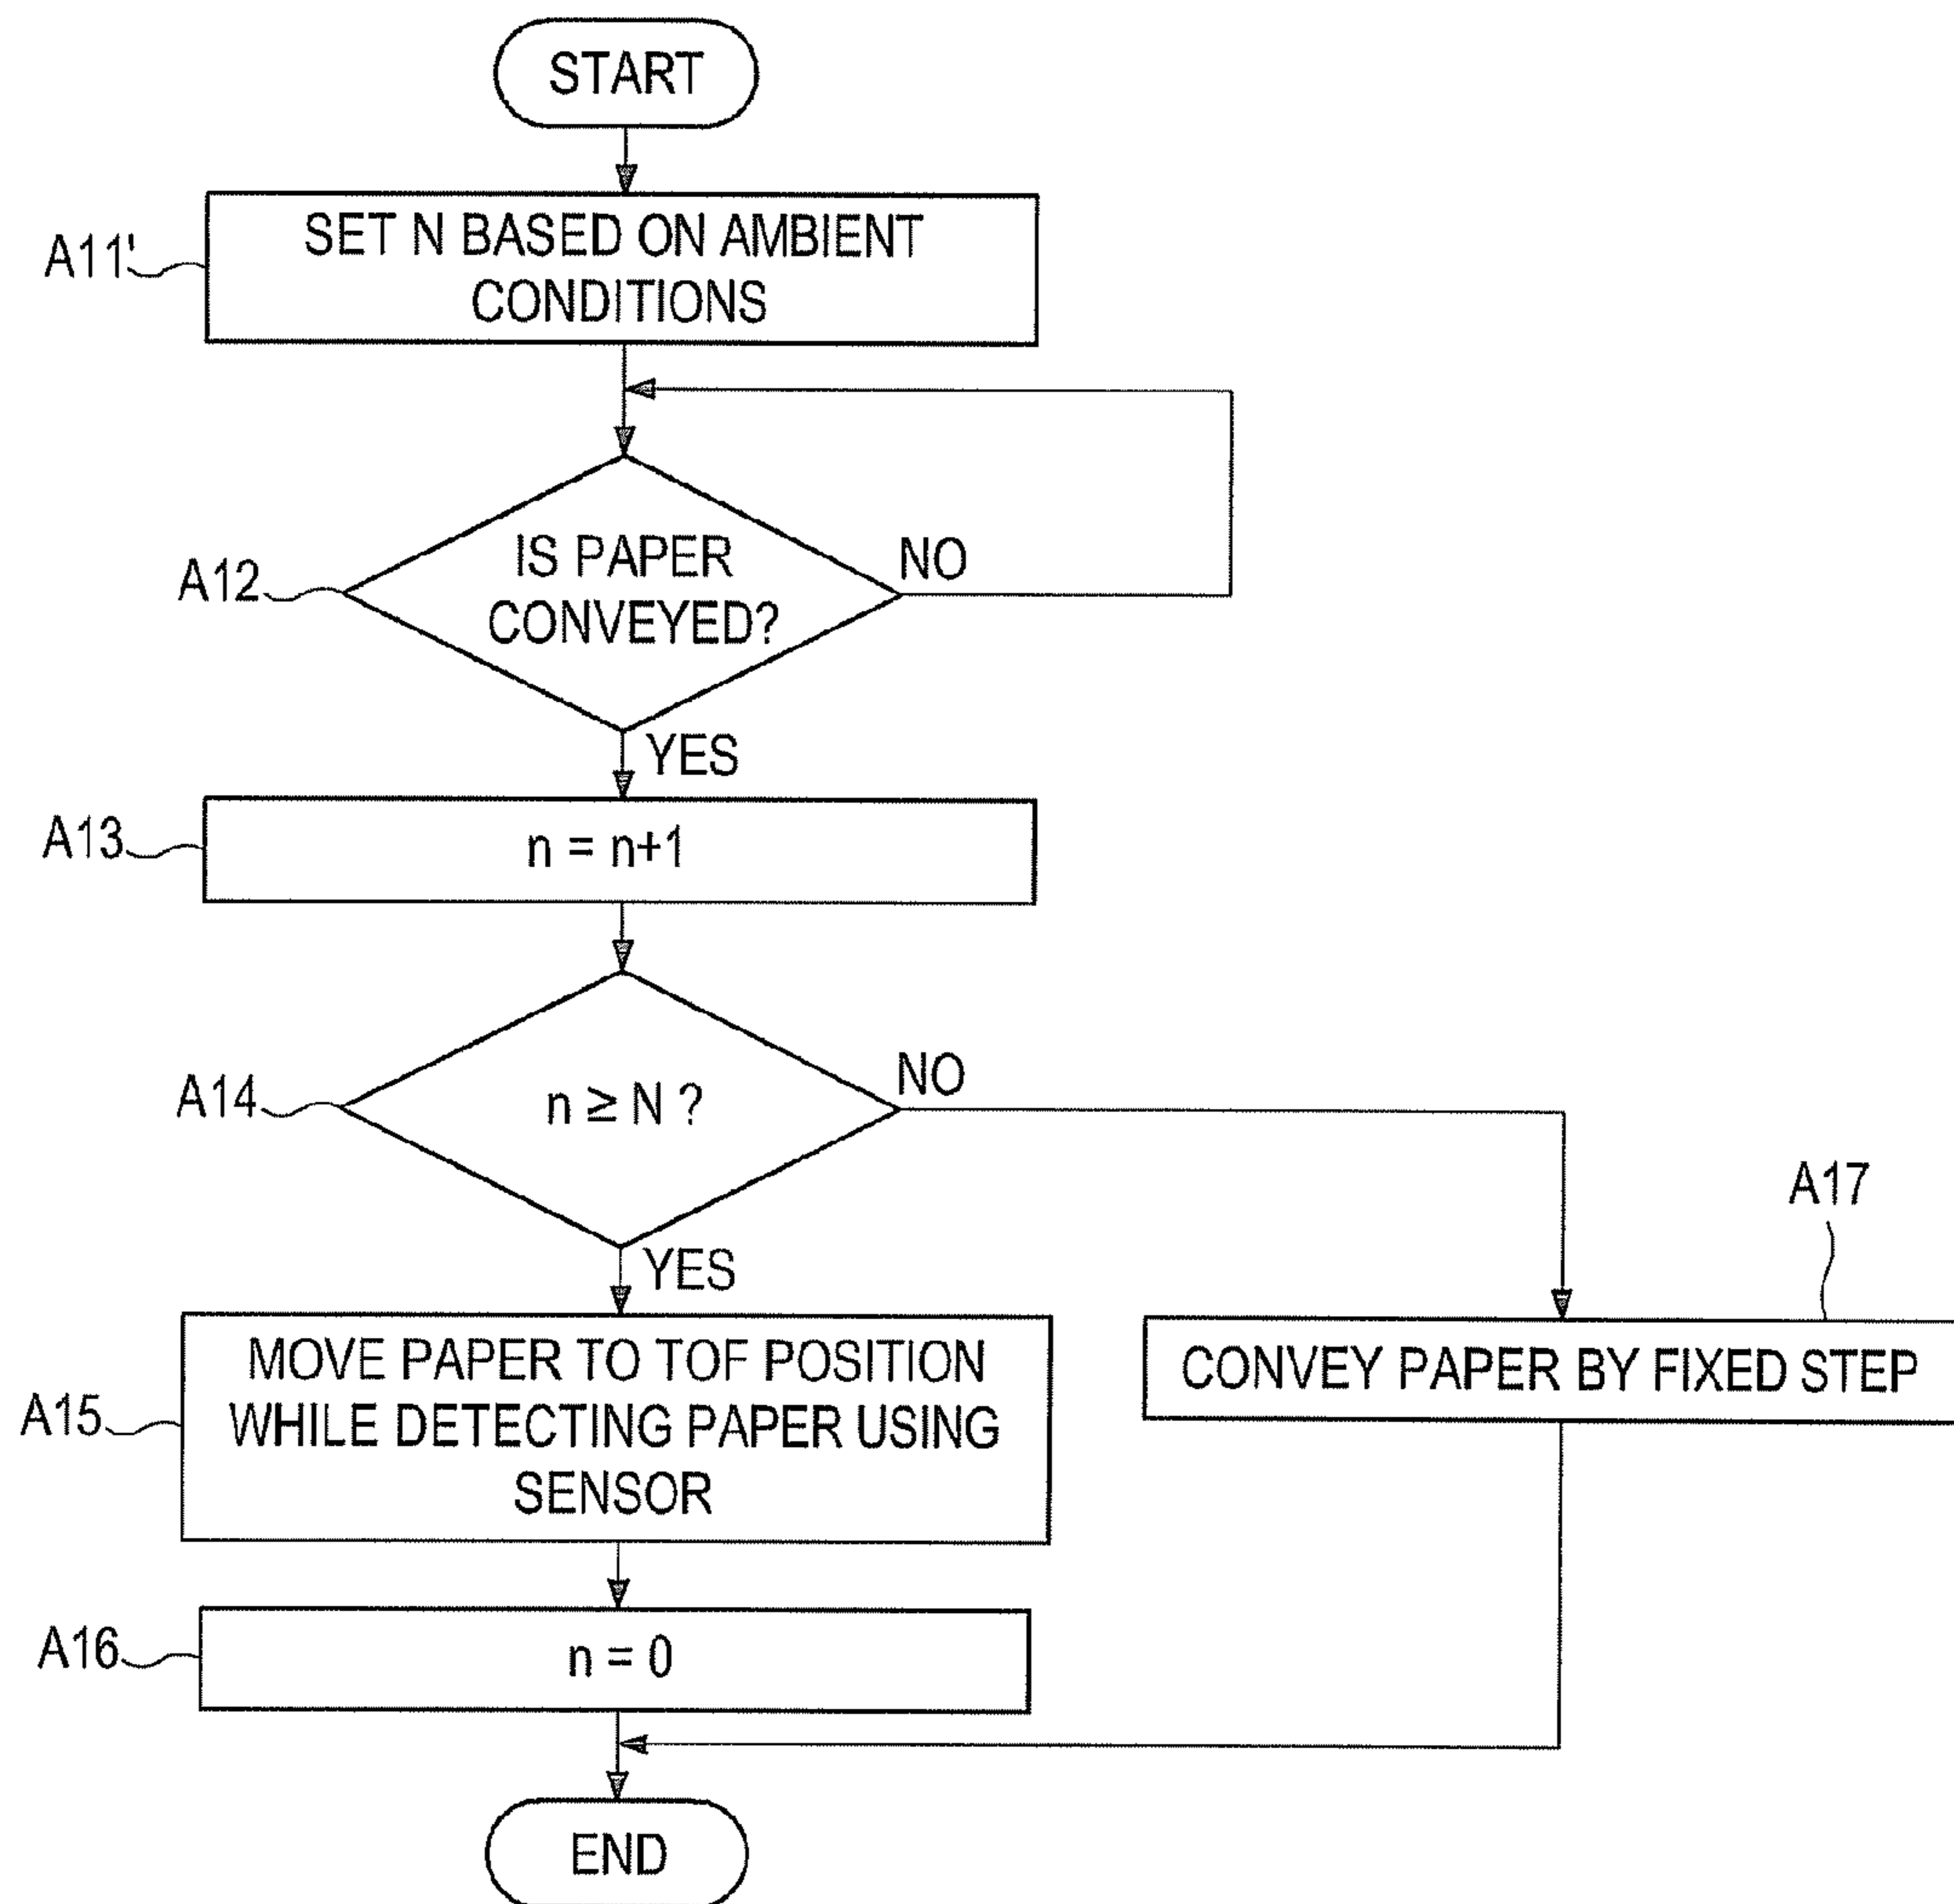 START
A11'
SET N BASED ON AMBIENT
CONDITIONS
A12
IS PAPER
CONVEYED?
NO
YES
A13
n = n+1
A14
n ≥ N ?
NO
YES
A17
A15
MOVE PAPER TO TOF POSITION
WHILE DETECTING PAPER USING
SENSOR
CONVEY PAPER BY FIXED STEP
A16
n = 0
END